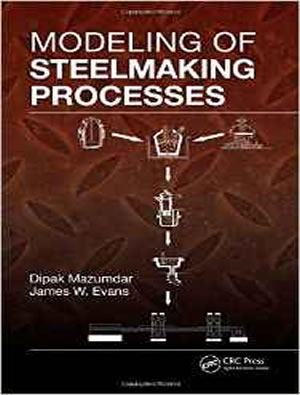 MODELING OF
STEELMAKING
PROCESSES
Dipak Mazumdar
James W. Evans
CRC Press